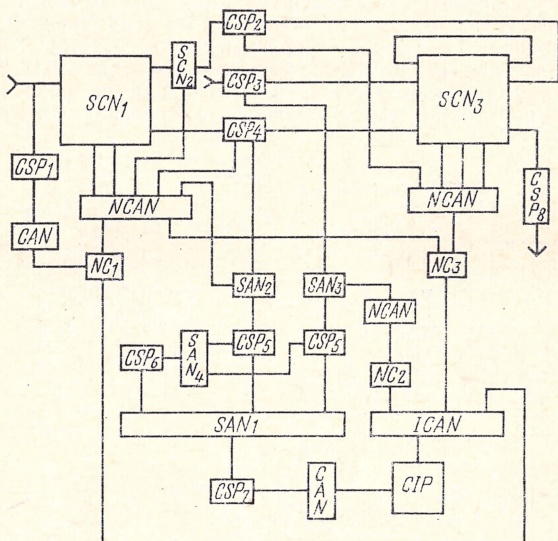 CSP2
SCN2
CSP3
SCN1
SCN3
CSP4
CSP1
CSP8
NCAN
NCAN
CAN
NC1
NC3
SAN2
SAN3
NCAN
CSP5
CSP5
CSP6
SAN4
NC2
SAN1
ICAN
CSP7
CAN
CIP